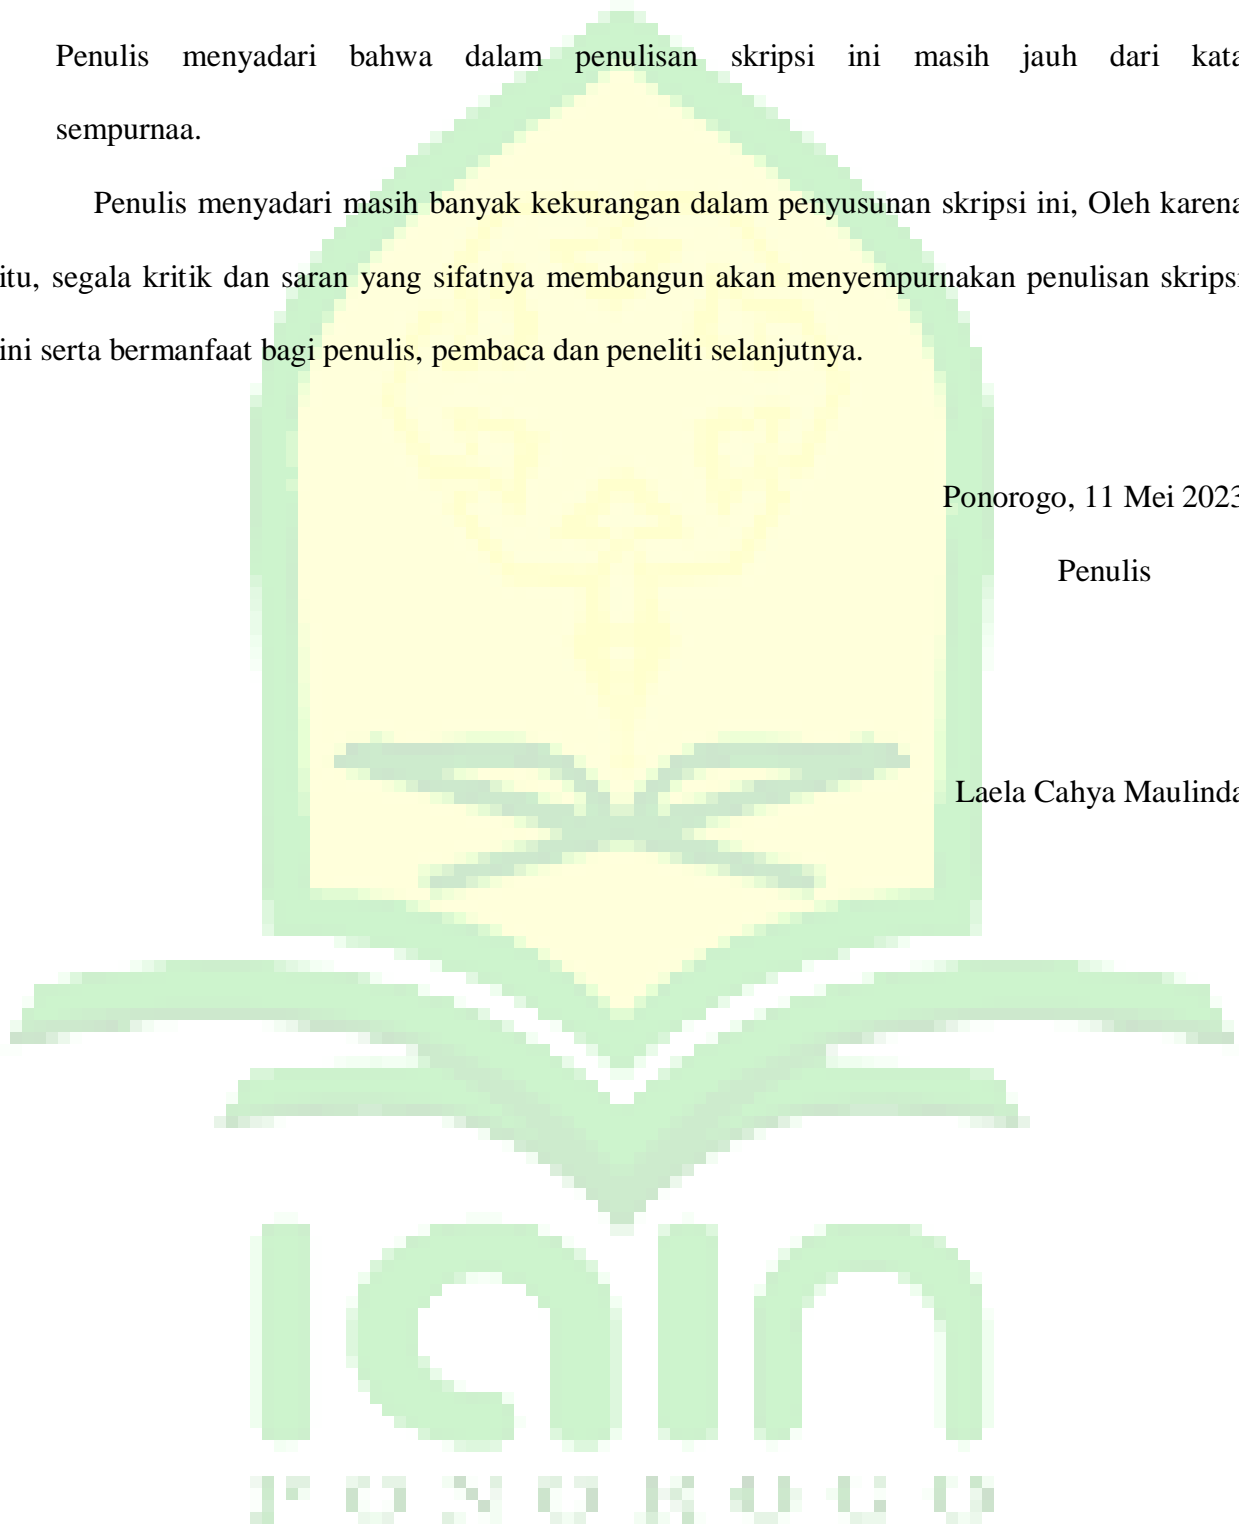 Penulis menyadari bahwa dalam penulisan skripsi ini masih jauh dari kata
sempurnaa.
Penulis menyadari masih banyak kekurangan dalam penyusunan skripsi ini, Oleh karena
itu, segala kritik dan saran yang sifatnya membangun akan menyempurnakan penulisan skripsi
ini serta bermanfaat bagi penulis, pembaca dan peneliti selanjutnya.
Ponorogo, 11 Mei 2023
Penulis
Laela Cahya Maulinda
iain
PONOROGO